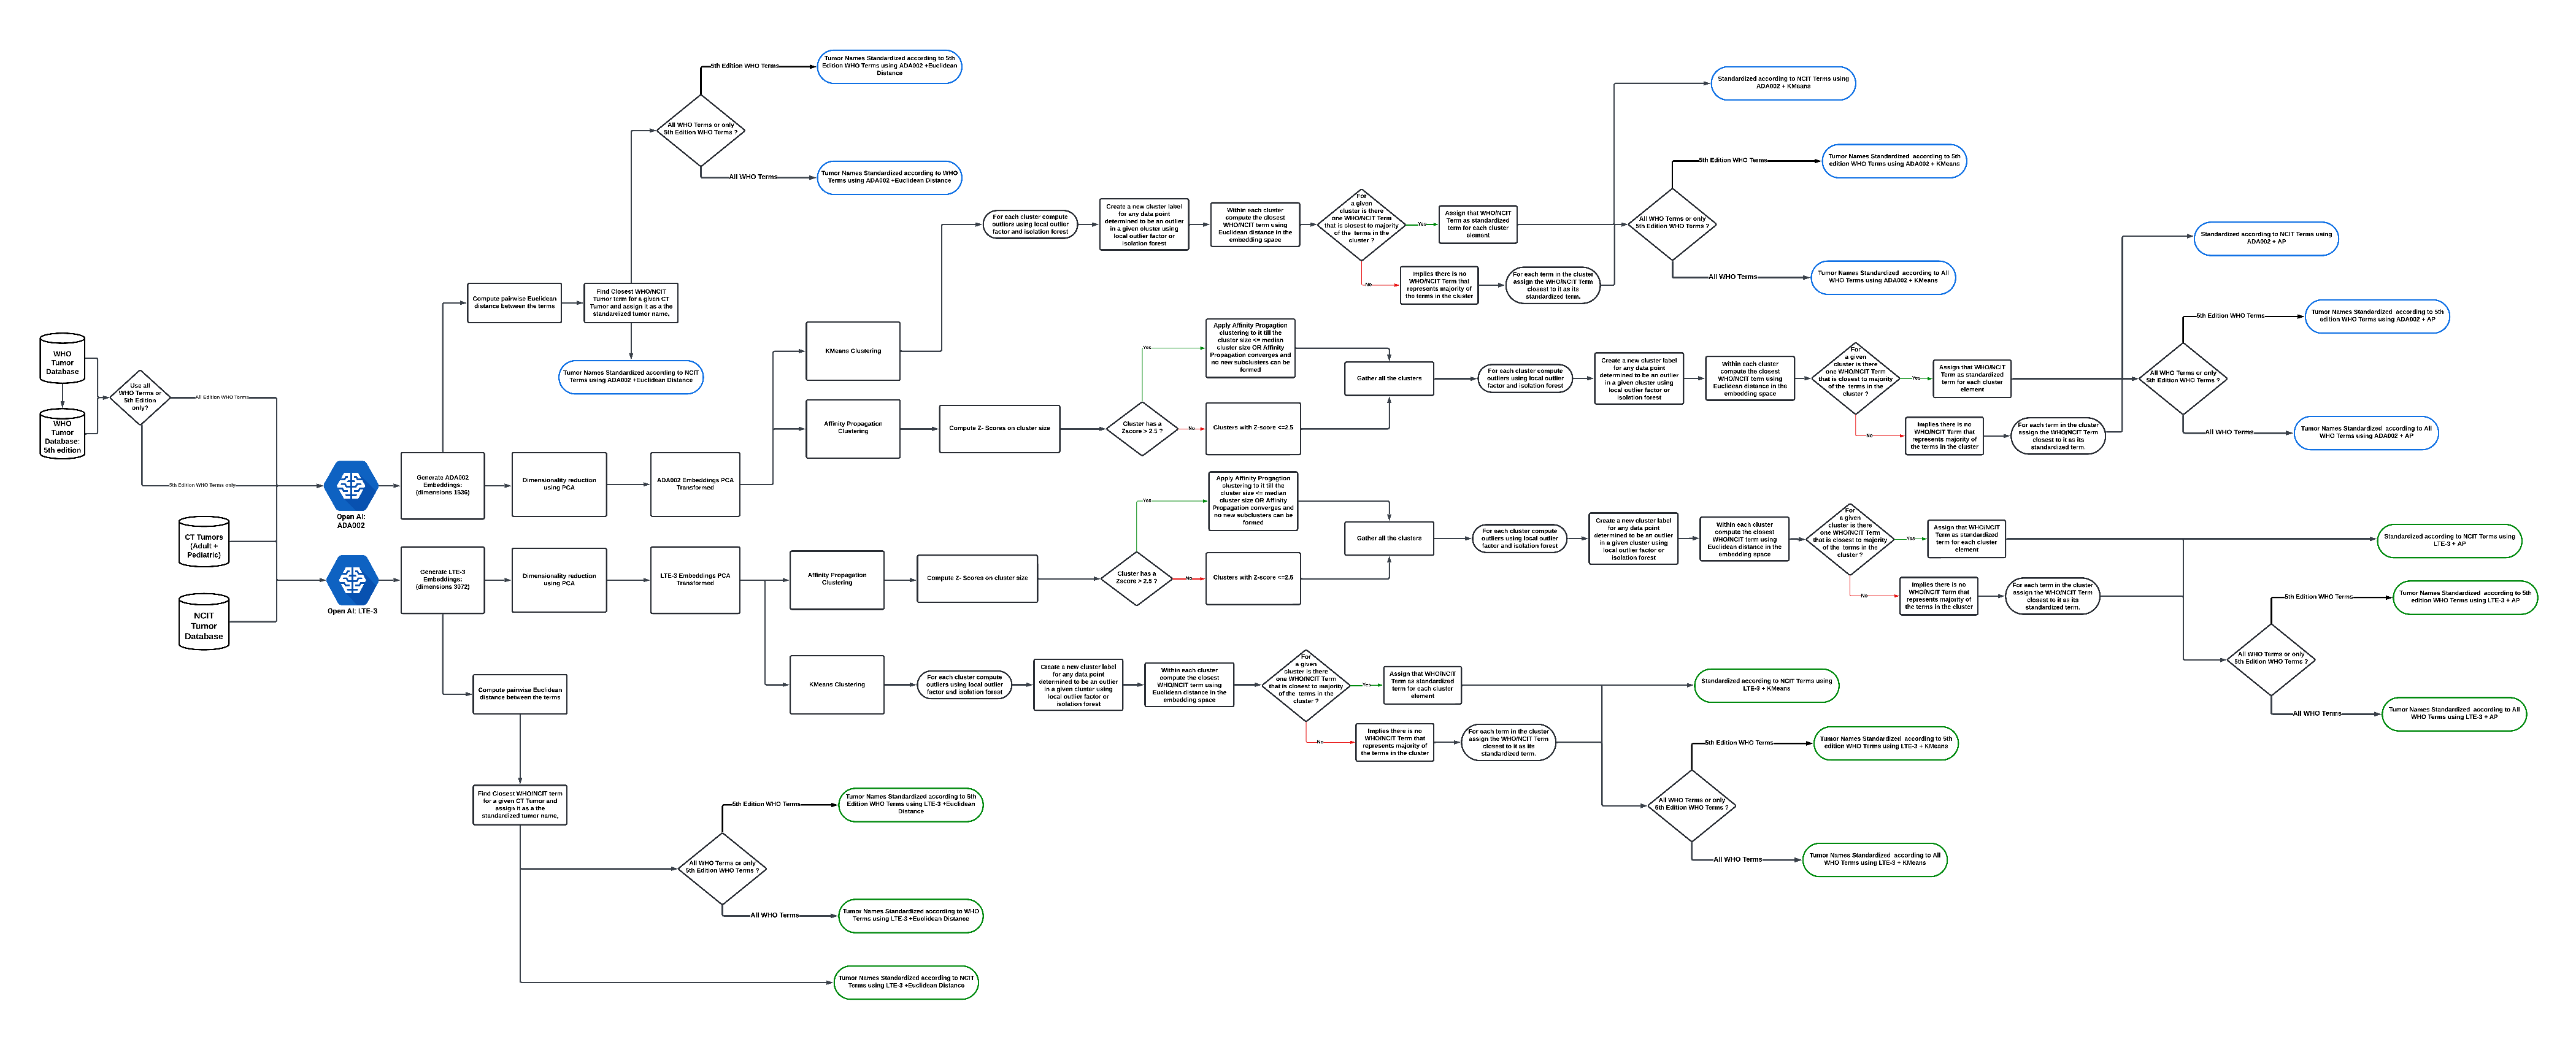 WHO
Tumor
Database
WHO
Tumor
Database:
5th edition
Use all
WHO Terms or
5th Edition
only?
All Edition WHO Terms
5th Edition WHO Terms only
CT Tumors
(Adult +
Pediatric)
NCIT
Tumor
Database
Open AI:
ADA002
Open AI: LTE-3
Generate ADA002
Embeddings:
(dimensions 1536)
Dimensionality reduction
using PCA
ADA002 Embeddings PCA
Transformed
Compute pairwise Euclidean
distance between the terms
Find Closest WHO/NCIT
Tumor term for a given CT
Tumor and assign it as a the
standardized tumor name,
Tumor Names Standardized according to NCIT
Terms using ADA002 +Euclidean Distance
All WHO Terms or only
5th Edition WHO Terms ?
5th Edition WHO Terms
Tumor Names Standardized according to 5th
Edition WHO Terms using ADA002 +Euclidean
Distance
All WHO Terms
Tumor Names Standardized according to WHO
Terms using ADA002 +Euclidean Distance
KMeans Clustering
For each cluster compute
outliers using local outlier
factor and isolation forest
Create a new cluster label
for any data point
determined to be an outlier
in a given cluster using
local outlier factor or
isolation forest
Within each cluster
compute the closest
WHO/NCIT term using
Euclidean distance in the
embedding space
For
a given
cluster is there
one WHO/NCIT Term
that is closest to majority
of the terms in the
cluster ?
Yes
Assign that WHO/NCIT
Term as standardized
term for each cluster
element
No
Implies there is no
WHO/NCIT Term that
represents majority of
the terms in the cluster
For each term in the cluster
assign the WHO/NCIT Term
closest to it as its
standardized term.
Standardized according to NCIT Terms using
ADA002 + KMeans
All WHO Terms or only
5th Edition WHO Terms ?
5th Edition WHO Terms
Tumor Names Standardized according to 5th
edition WHO Terms using ADA002 + KMeans
All WHO Terms
Tumor Names Standardized according to All
WHO Terms using ADA002 + KMeans
Affinity Propagation
Clustering
Compute Z- Scores on cluster size
Cluster has a
Zscore > 2.5 ?
Yes
Apply Affinity Propagtion
clustering to it till the
cluster size <= median
cluster size OR Affinity
Propagation converges and
no new subclusters can be
formed
No
Clusters with Z-score <=2.5
Gather all the clusters
For each cluster compute
outliers using local outlier
factor and isolation forest
Create a new cluster label
for any data point
determined to be an outlier
in a given cluster using
local outlier factor or
isolation forest
Within each cluster
compute the closest
WHO/NCIT term using
Euclidean distance in the
embedding space
For
a given
cluster is there
one WHO/NCIT Term
that is closest to majority
of the terms in the
cluster ?
Yes
Assign that WHO/NCIT
Term as standardized
term for each cluster
element
No
Implies there is no
WHO/NCIT Term that
represents majority of
the terms in the cluster
For each term in the cluster
assign the WHO/NCIT Term
closest to it as its
standardized term.
Standardized according to NCIT Terms using
ADA002 + AP
All WHO Terms or only
5th Edition WHO Terms ?
5th Edition WHO Terms
Tumor Names Standardized according to 5th
edition WHO Terms using ADA002 + AP
All WHO Terms
Tumor Names Standardized according to All
WHO Terms using ADA002 + AP
Generate LTE-3
Embeddings:
(dimensions 3072)
Dimensionality reduction
using PCA
LTE-3 Embeddings PCA
Transformed
Affinity Propagation
Clustering
Compute Z- Scores on cluster size
Cluster has a
Zscore > 2.5 ?
Yes
Apply Affinity Propagtion
clustering to it till the
cluster size <= median
cluster size OR Affinity
Propagation converges and
no new subclusters can be
formed
No
Clusters with Z-score <=2.5
Gather all the clusters
For each cluster compute
outliers using local outlier
factor and isolation forest
Create a new cluster label
for any data point
determined to be an outlier
in a given cluster using
local outlier factor or
isolation forest
Within each cluster
compute the closest
WHO/NCIT term using
Euclidean distance in the
embedding space
For
a given
cluster is there
one WHO/NCIT Term
that is closest to majority
of the terms in the
cluster ?
Yes
Assign that WHO/NCIT
Term as standardized
term for each cluster
element
No
Implies there is no
WHO/NCIT Term that
represents majority of
the terms in the cluster
For each term in the cluster
assign the WHO/NCIT Term
closest to it as its
standardized term.
Standardized according to NCIT Terms using
LTE-3 + AP
All WHO Terms or only
5th Edition WHO Terms ?
5th Edition WHO Terms
Tumor Names Standardized according to 5th
edition WHO Terms using LTE-3 + AP
All WHO Terms
Tumor Names Standardized according to All
WHO Terms using LTE-3 + AP
KMeans Clustering
For each cluster compute
outliers using local outlier
factor and isolation forest
Create a new cluster label
for any data point
determined to be an outlier
in a given cluster using
local outlier factor or
isolation forest
Within each cluster
compute the closest
WHO/NCIT term using
Euclidean distance in the
embedding space
For
a given
cluster is there
one WHO/NCIT Term
that is closest to majority
of the terms in the
cluster ?
Yes
Assign that WHO/NCIT
Term as standardized
term for each cluster
element
No
Implies there is no
WHO/NCIT Term that
represents majority of
the terms in the cluster
For each term in the cluster
assign the WHO/NCIT Term
closest to it as its
standardized term.
Standardized according to NCIT Terms using
LTE-3 + KMeans
All WHO Terms or only
5th Edition WHO Terms ?
5th Edition WHO Terms
Tumor Names Standardized according to 5th
edition WHO Terms using LTE-3 + KMeans
All WHO Terms
Tumor Names Standardized according to All
WHO Terms using LTE-3 + KMeans
Compute pairwise Euclidean
distance between the terms
Find Closest WHO/NCIT term
for a given CT Tumor and
assign it as a the
standardized tumor name,
All WHO Terms or only
5th Edition WHO Terms ?
5th Edition WHO Terms
Tumor Names Standardized according to 5th
Edition WHO Terms using LTE-3 +Euclidean
Distance
All WHO Terms
Tumor Names Standardized according to WHO
Terms using LTE-3 +Euclidean Distance
Tumor Names Standardized according to NCIT
Terms using LTE-3 +Euclidean Distance